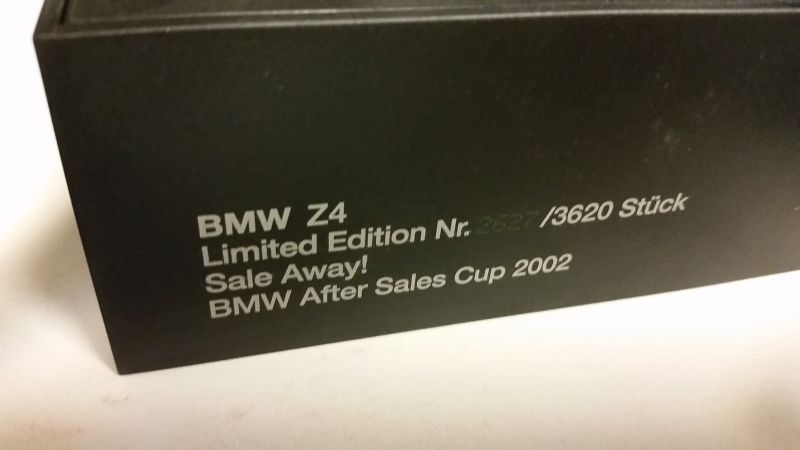 BMW Z4
Limited Edition Nr. /3620 Stück
Sale Away!
BMW After Sales Cup 2002